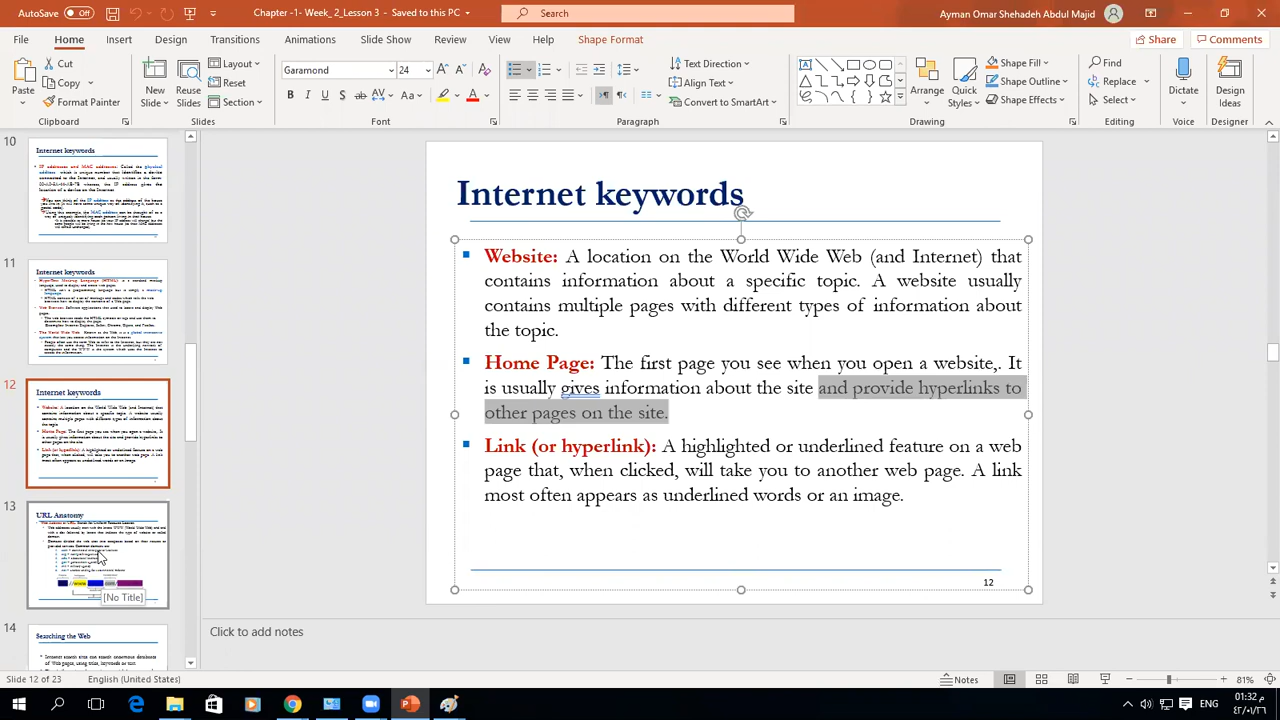 AutoSave Off Chapter -1- Week_2_Lesson 3 - Saved to this PC Search Ayman Omar Shehadeh Abdul Majid
File Home Insert Design Transitions Animations Slide Show Review View Help Shape Format Share Comments
Paste Cut Copy Format Painter Clipboard
New Slide Reuse Slides Layout Reset Section Slides
Garamond 24 B I U S ab AV Aa A Font
Text Direction Align Text Convert to SmartArt Paragraph
Arrange Quick Styles Shape Fill Shape Outline Shape Effects Drawing
Find Replace Select Editing
Dictate Voice
Design Ideas Designer
10
Internet keywords
11
Internet keywords
12
Internet keywords
13
URL Anatomy
[No Title]
14
Searching the Web
Internet keywords
Website: A location on the World Wide Web (and Internet) that
contains information about a specific topic. A website usually
contains multiple pages with different types of information about
the topic.
Home Page: The first page you see when you open a website,. It
is usually gives information about the site and provide hyperlinks to
other pages on the site.
Link (or hyperlink): A highlighted or underlined feature on a web
page that, when clicked, will take you to another web page. A link
most often appears as underlined words or an image.
12
Click to add notes
Slide 12 of 23 English (United States) Notes 81%
ENG
01:32 م